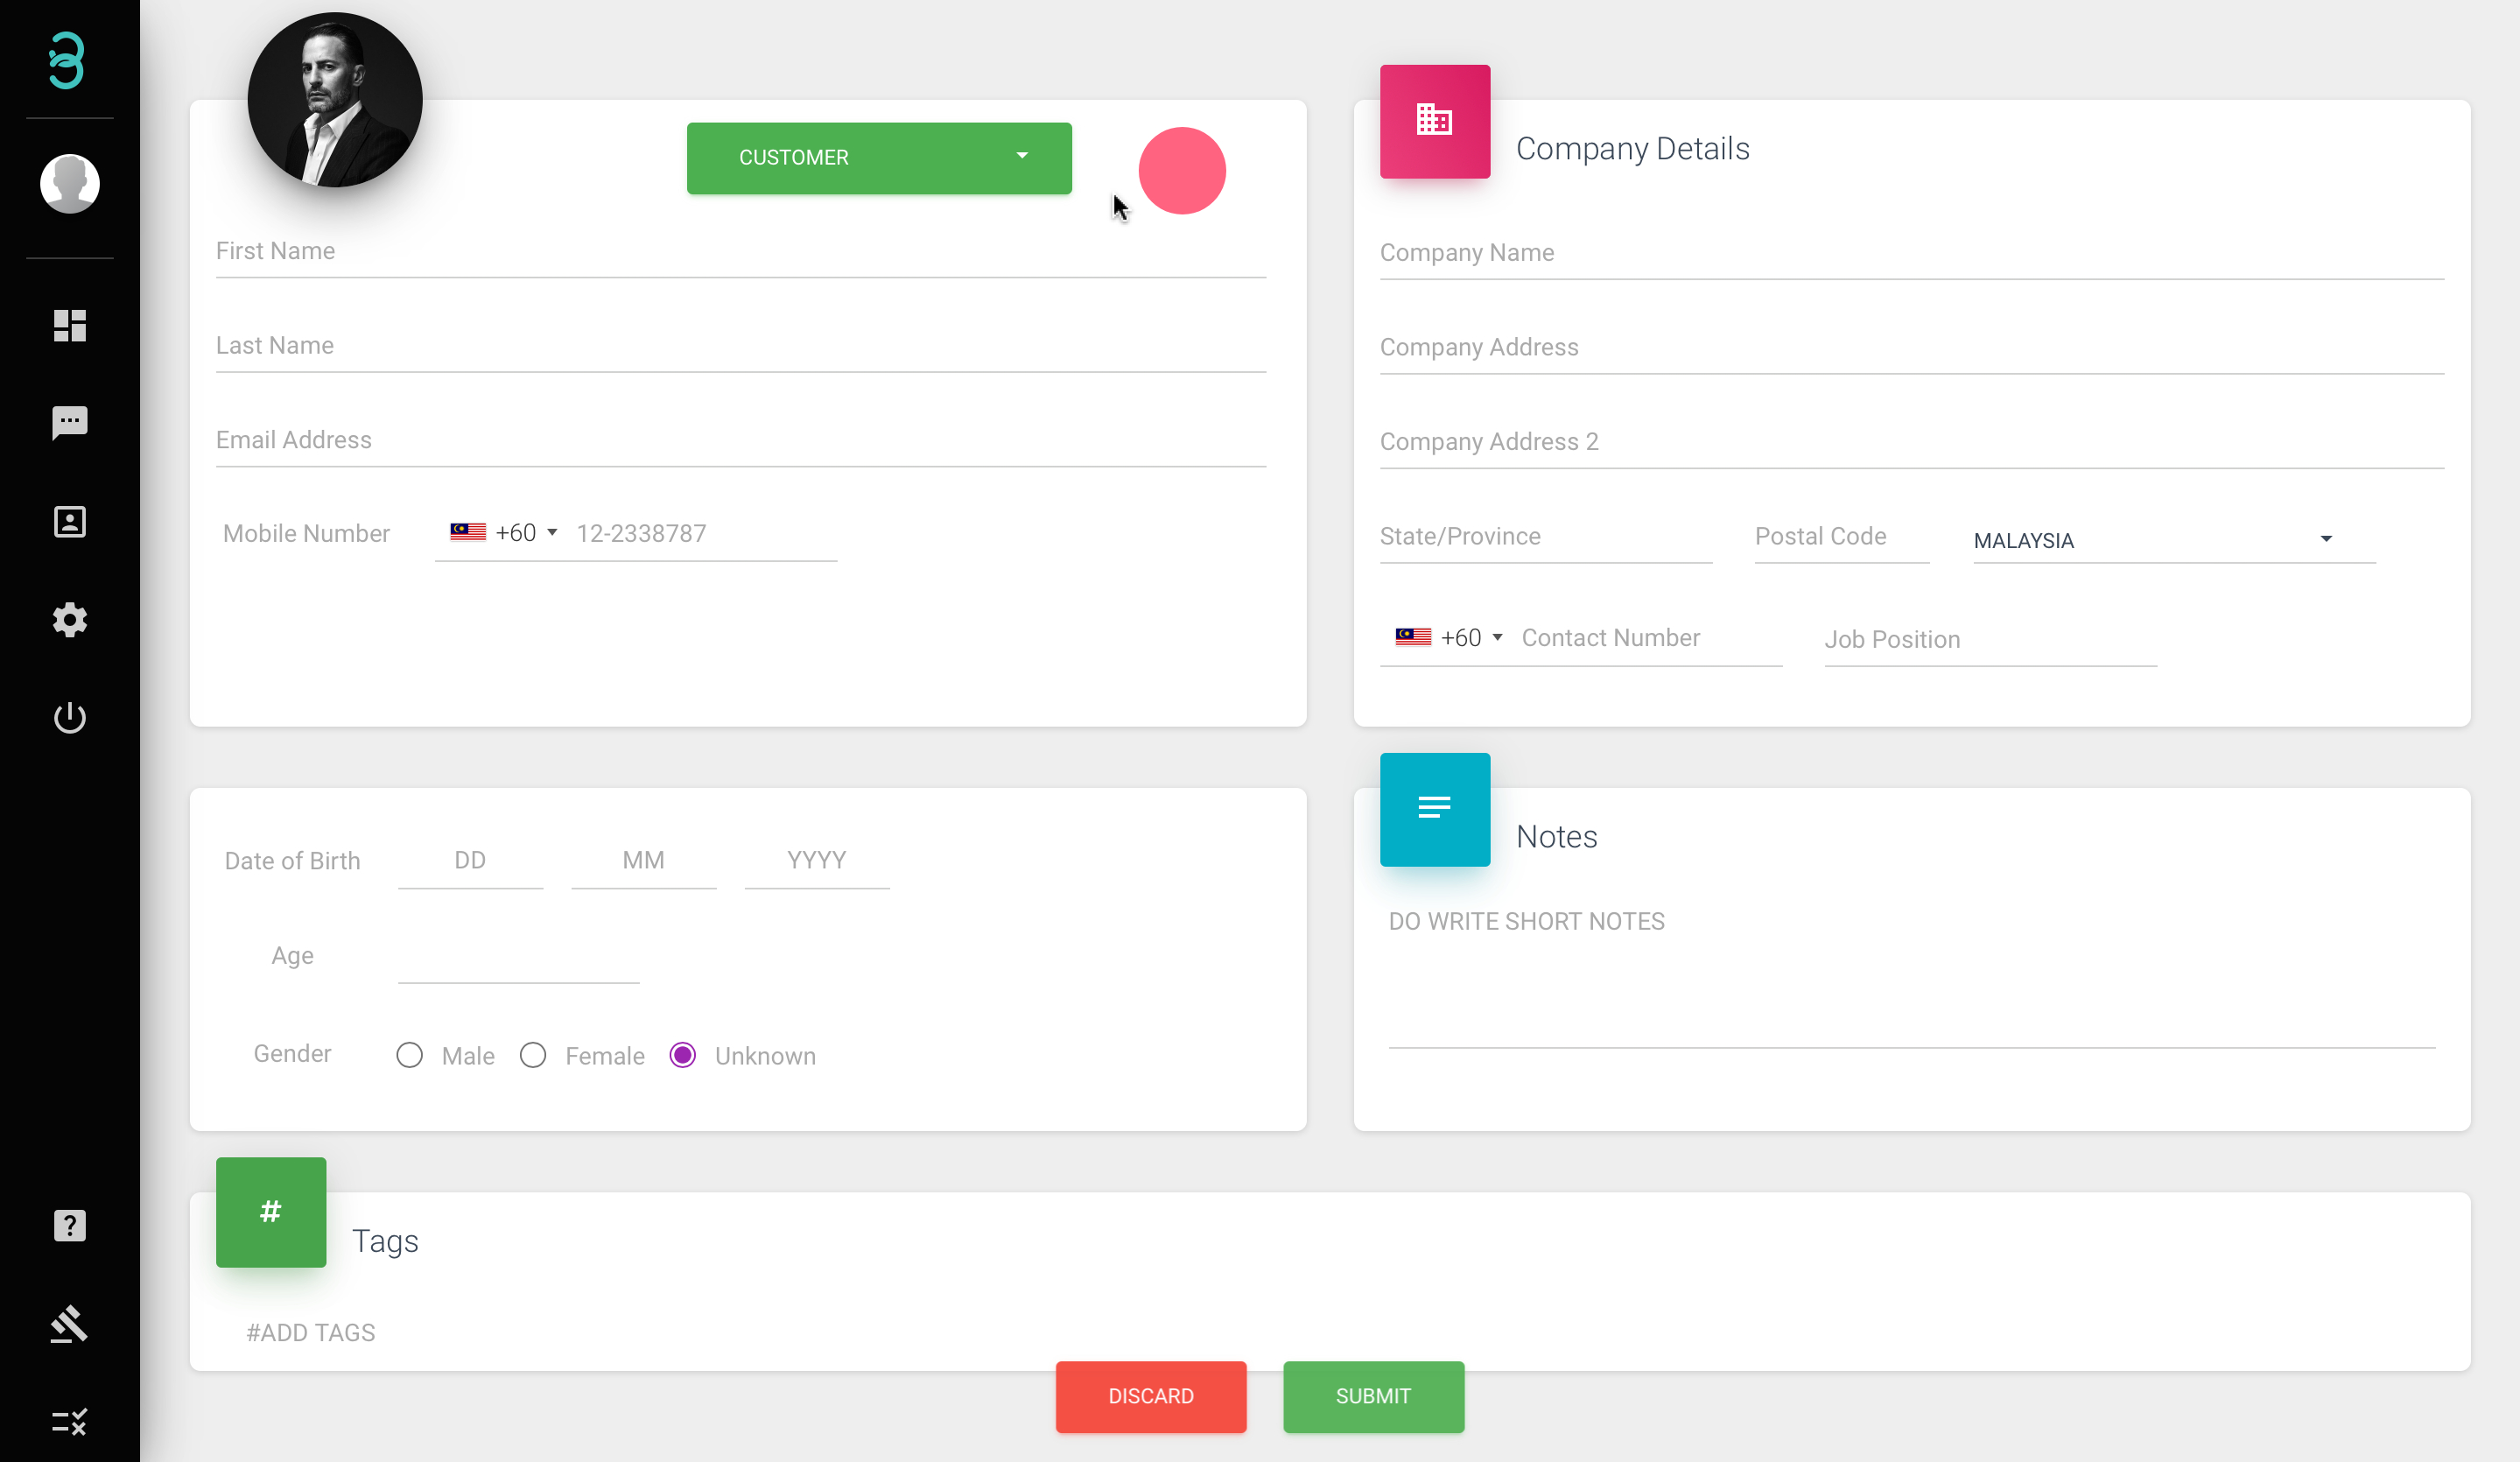 CUSTOMER
First Name
Last Name
Email Address
Mobile Number +60 12-2338787
Company Details
Company Name
Company Address
Company Address 2
State/Province Postal Code MALAYSIA
+60 Contact Number Job Position
Date of Birth DD MM YYYY
Age
Gender Male Female Unknown
Notes
DO WRITE SHORT NOTES
#
Tags
#ADD TAGS
DISCARD SUBMIT
?